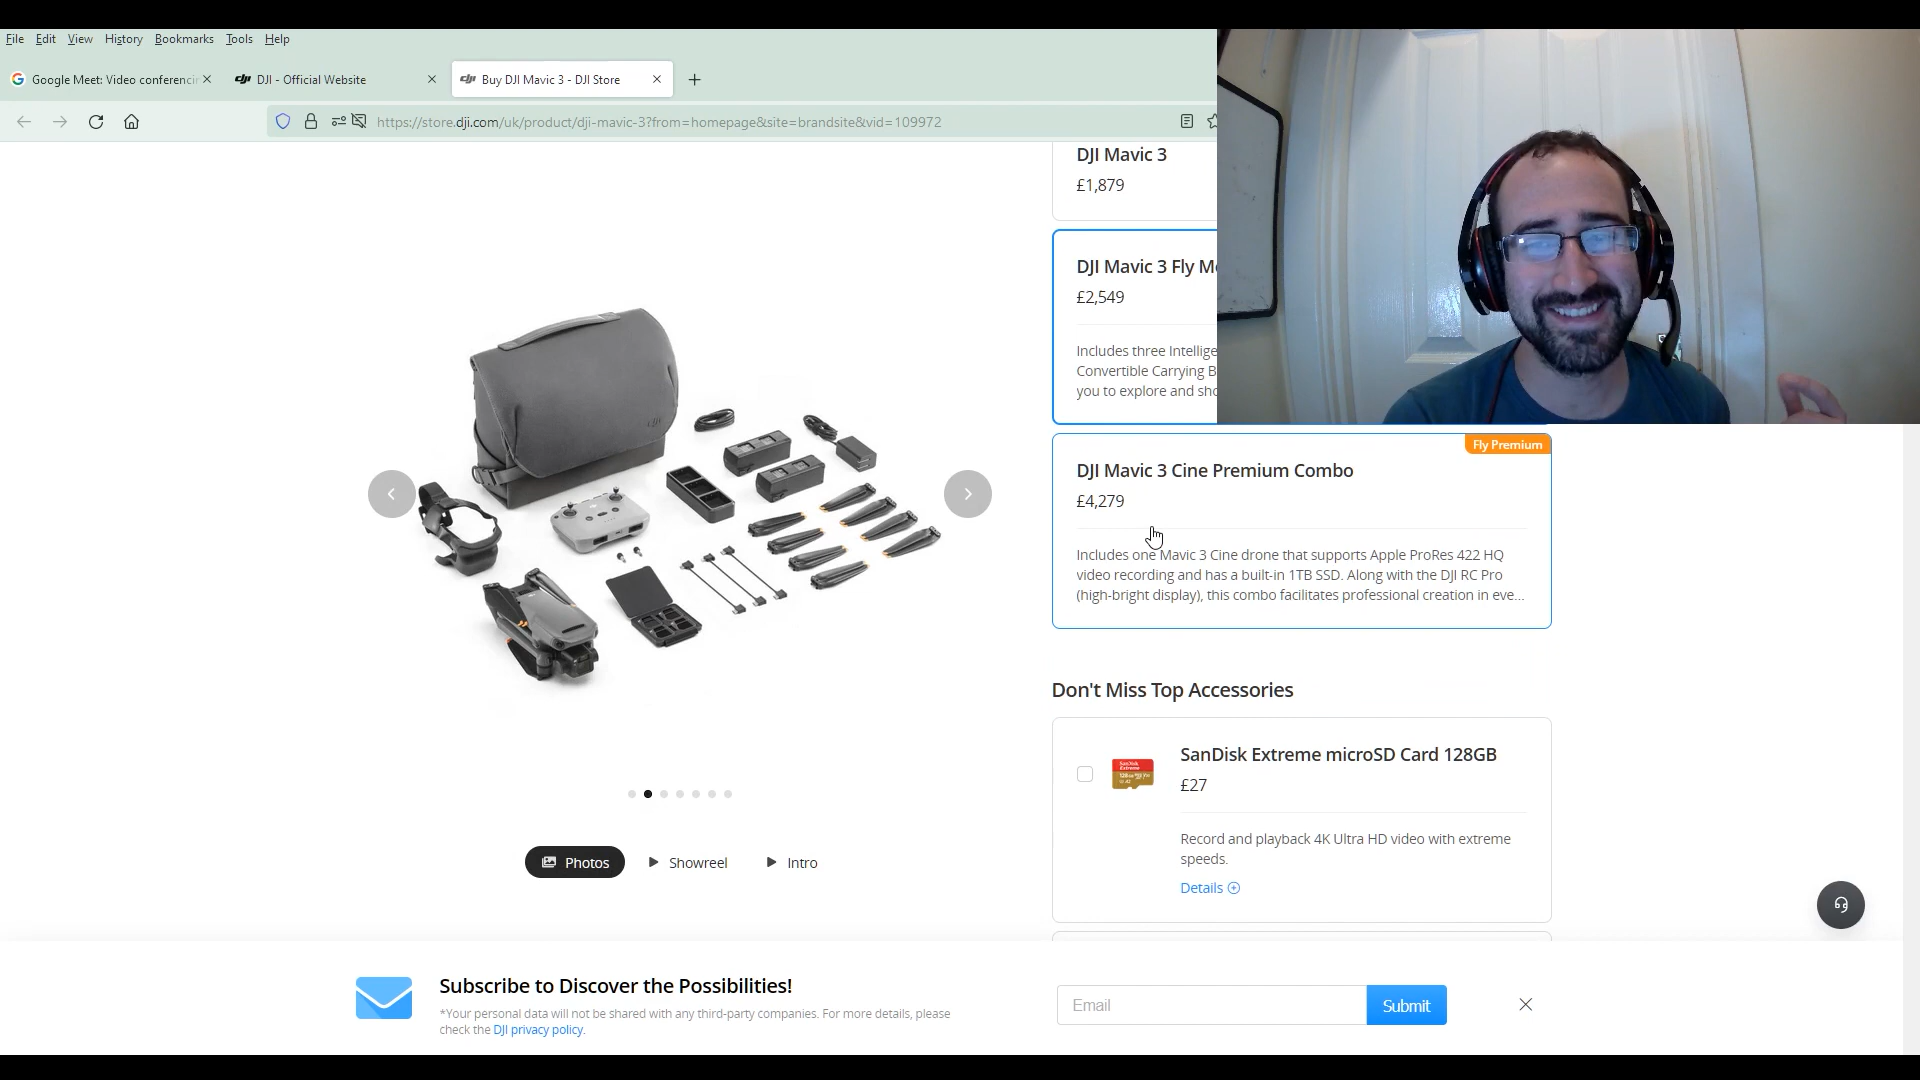 File Edit View History Bookmarks Tools Help
Google Meet: Video conferencin
DJI - Official Website
Buy DJI Mavic 3 - DJI Store
https://store.dji.com/uk/product/dji-mavic-3?from=homepage&site=brandsite&vid=109972
DJI Mavic 3
£1,879
DJI Mavic 3 Fly Mo
£2,549
Includes three Intellige
Convertible Carrying B
you to explore and sho
Fly Premium
DJI Mavic 3 Cine Premium Combo
£4,279
Includes one Mavic 3 Cine drone that supports Apple ProRes 422 HQ
video recording and has a built-in 1TB SSD. Along with the DJI RC Pro
(high-bright display), this combo facilitates professional creation in eve...
Don't Miss Top Accessories
SanDisk Extreme microSD Card 128GB
£27
Record and playback 4K Ultra HD video with extreme
speeds.
Details
Photos
Showreel
Intro
Subscribe to Discover the Possibilities!
*Your personal data will not be shared with any third-party companies. For more details, please
check the DJI privacy policy.
Email
Submit